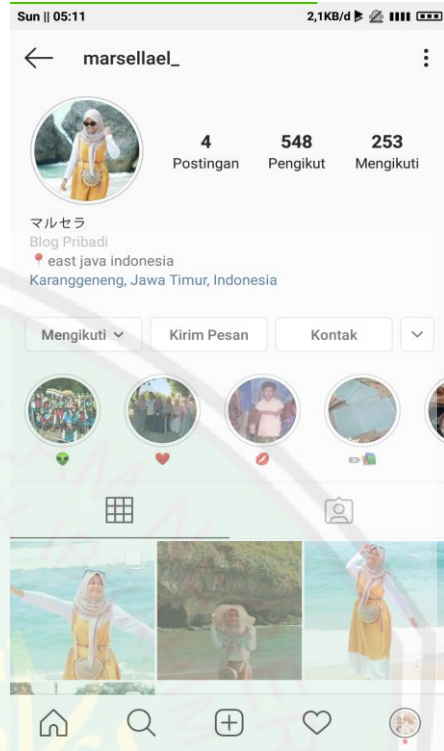 Sun || 05:11 2,1KB/d
marsellael_
4 548 253
Postingan Pengikut Mengikuti
マルセラ
Blog Pribadi
east java indonesia
Karanggeneng, Jawa Timur, Indonesia
Mengikuti Kirim Pesan Kontak